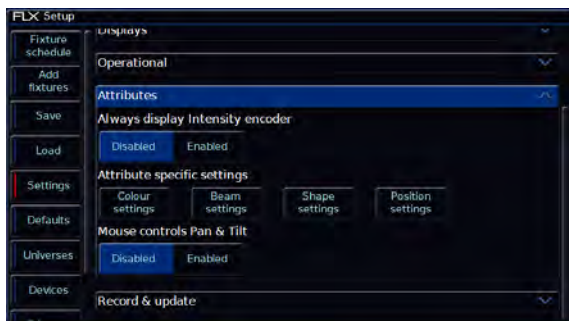 FLX Setup
Fixture
schedule
Add
fixtures
Save
Load
Settings
Defaults
Universes
Devices
Displays
Operational
Attributes
Always display Intensity encoder
Disabled Enabled
Attribute specific settings
Colour
settings
Beam
settings
Shape
settings
Position
settings
Mouse controls Pan & Tilt
Disabled Enabled
Record & update